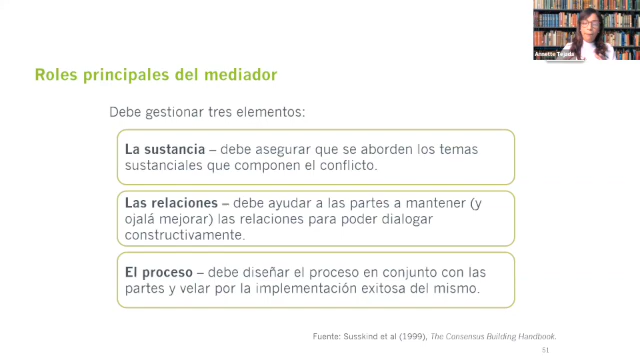 Roles principales del mediador
Debe gestionar tres elementos:
La sustancia – debe asegurar que se aborden los temas
sustanciales que componen el conflicto.
Las relaciones – debe ayudar a las partes a mantener (y
ojalá mejorar) las relaciones para poder dialogar
constructivamente.
El proceso – debe diseñar el proceso en conjunto con las
partes y velar por la implementación exitosa del mismo.
Fuente: Susskind et al (1999), The Consensus Building Handbook.
51
Annette